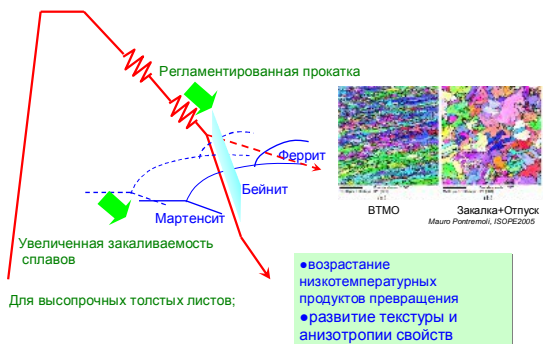 Регламентированная прокатка
Феррит
Бейнит
Мартенсит
ВТМО
Закалка+Отпуск
Mauro Pontremoli, ISOPE2005
Увеличенная закаливаемость
сплавов
Для высопрочных толстых листов;
●возрастание
низкотемпературных
продуктов превращения
●развитие текстуры и
анизотропии свойств